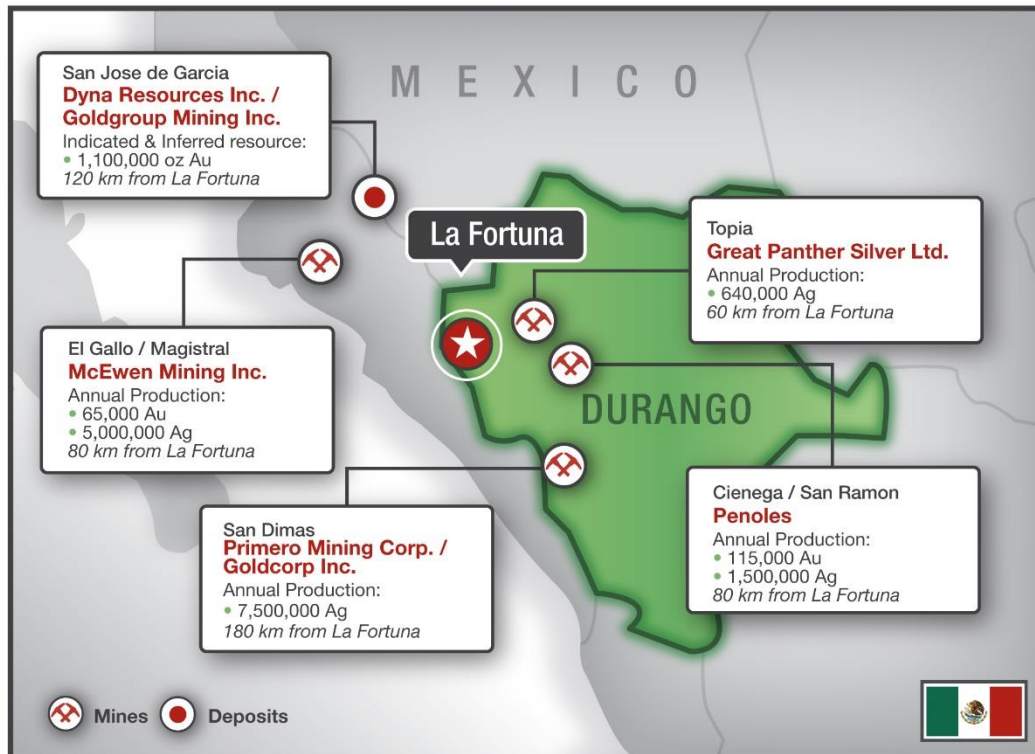 MEXICO
San Jose de Garcia
Dyna Resources Inc. /
Goldgroup Mining Inc.
Indicated & Inferred resource:
• 1,100,000 oz Au
120 km from La Fortuna
La Fortuna
Topia
Great Panther Silver Ltd.
Annual Production:
• 640,000 Ag
60 km from La Fortuna
El Gallo / Magistral
McEwen Mining Inc.
Annual Production:
• 65,000 Au
• 5,000,000 Ag
80 km from La Fortuna
DURANGO
Cienega / San Ramon
Penoles
Annual Production:
• 115,000 Au
• 1,500,000 Ag
80 km from La Fortuna
San Dimas
Primero Mining Corp. /
Goldcorp Inc.
Annual Production:
• 7,500,000 Ag
180 km from La Fortuna
Mines
Deposits